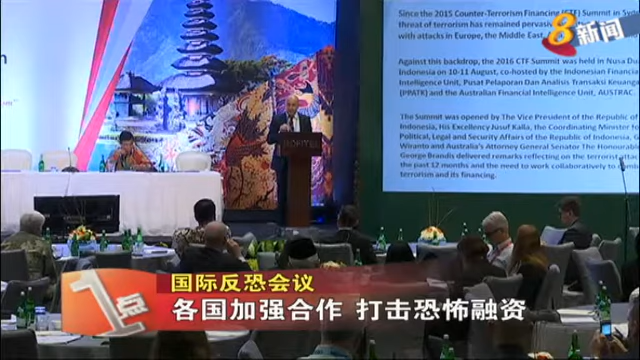 Since the 2015 Counter-Terrorism Financing (CTF) Summit in Sydn
threat of terrorism has remained pervasiv
with attacks in Europe, the Middle East,
8新闻
Against this backdrop, the 2016 CTF Summit was held in Nusa Du
Indonesia on 10-11 August, co-hosted by the Indonesian Financi
Intelligence Unit, Pusat Pelaporan Dan Analisis Transaksi Keuanga
(PPATK) and the Australian Financial Intelligence Unit, AUSTRAC.
The Summit was opened by The Vice President of the Republic of
Indonesia, His Excellency Jusuf Kalla, the Coordinating Minister
Political, Legal and Security Affairs of the Republic of Indonesia, G
Wiranto and Australia's Attorney General Senator The Honourable
George Brandis delivered remarks reflecting on the terrorist attac
the past 12 months and the need to work collaboratively to
terrorism and its financing.
SOFITEL
1点
国际反恐会议
各国加强合作 打击恐怖融资